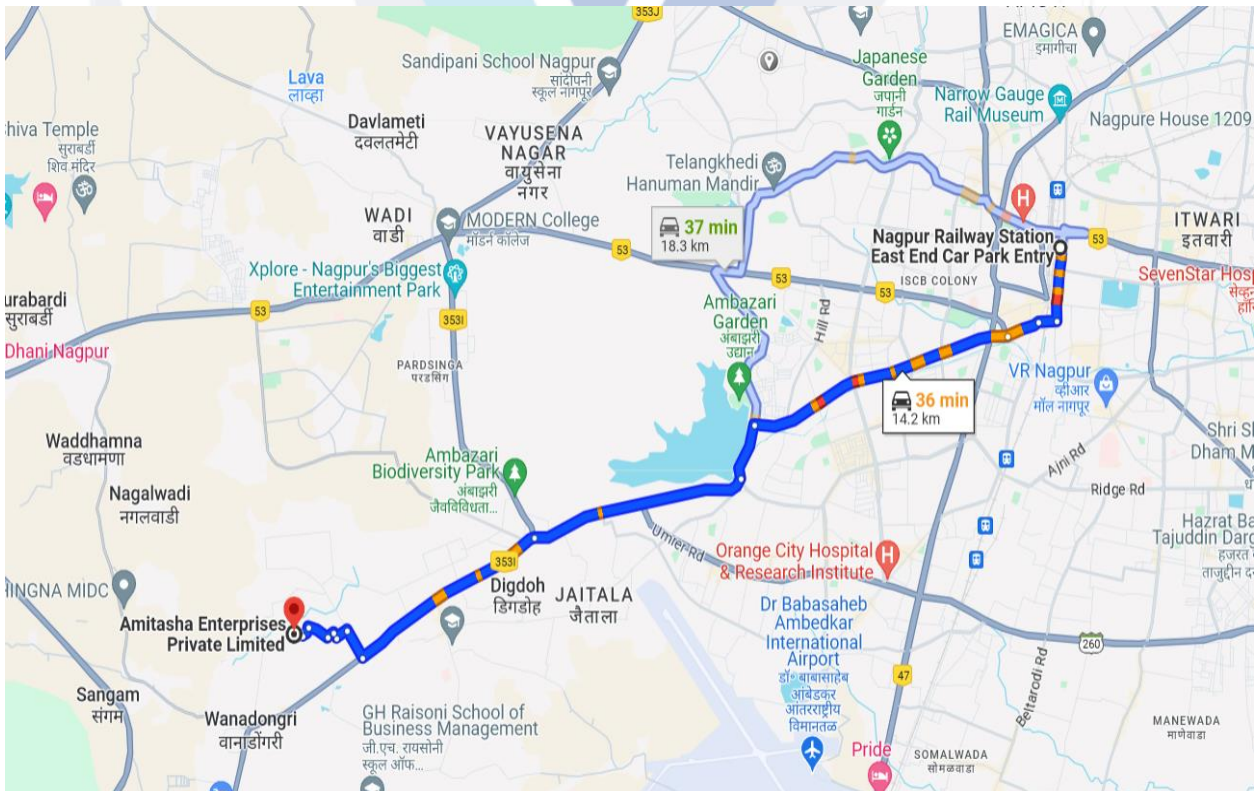 353J
EMAGICA
इमागीचा
Sandipani School Nagpur
सांदीपनी
स्कूल नागपूर
Japanese
Garden
जपानी
गार्डन
Lava
लाव्हा
Narrow Gauge
Rail Museum
Nagpure House 1209
Davlameti
दवलतमेटी
Shiva Temple
सुराबर्डी
शिव मंदिर
VAYUSENA
NAGAR
वायुसेना
नगर
Telangkhedi
Hanuman Mandir
H
WADI
वाडी
MODERN College
मॉडर्न कॉलेज
37 min
18.3 km
ITWARI
इतवारी
Nagpur Railway Station
East End Car Park Entry
53
53
53
53
53
ISCB COLONY
Xplore - Nagpur's Biggest
Entertainment Park
SevenStar Hosp
urabardi
सुराबर्डी
353I
Ambazari
Garden
अंबाझरी
उद्यान
Hill Rd
Dhani Nagpur
PARDSINGA
परडसिंग
VR Nagpur
व्हीआर
मॉल नागपूर
36 min
14.2 km
Waddhamna
वडधामणा
Shri Sh
Dham M
Ambazari
Biodiversity Park
अंबाझरी
जैवविविधता...
Ajni Rd
Ridge Rd
Nagalwadi
नगलवाडी
Hazrat Ba
Tajuddin Darg
हजरत
ताजुद्दीन
Umrer Rd
Orange City Hospital
& Research Institute
H
353I
HINGNA MIDC
Digdoh
डिगडोह
JAITALA
जैताला
Dr Babasaheb
Ambedkar
International
Airport
डॉ॰ बाबासाहेब
आंबेडकर
आंतरराष्ट्रीय
विमानतळ
Amitasha Enterprises
Private Limited
260
47
Beltarodi Rd
Sangam
संगम
Wanadongri
वानाडोंगरी
GH Raisoni School of
Business Management
जी.एच. रायसोनी
स्कूल ऑफ...
MANEWADA
माणेवाडा
Pride
SOMALWADA
सोमळवाडा